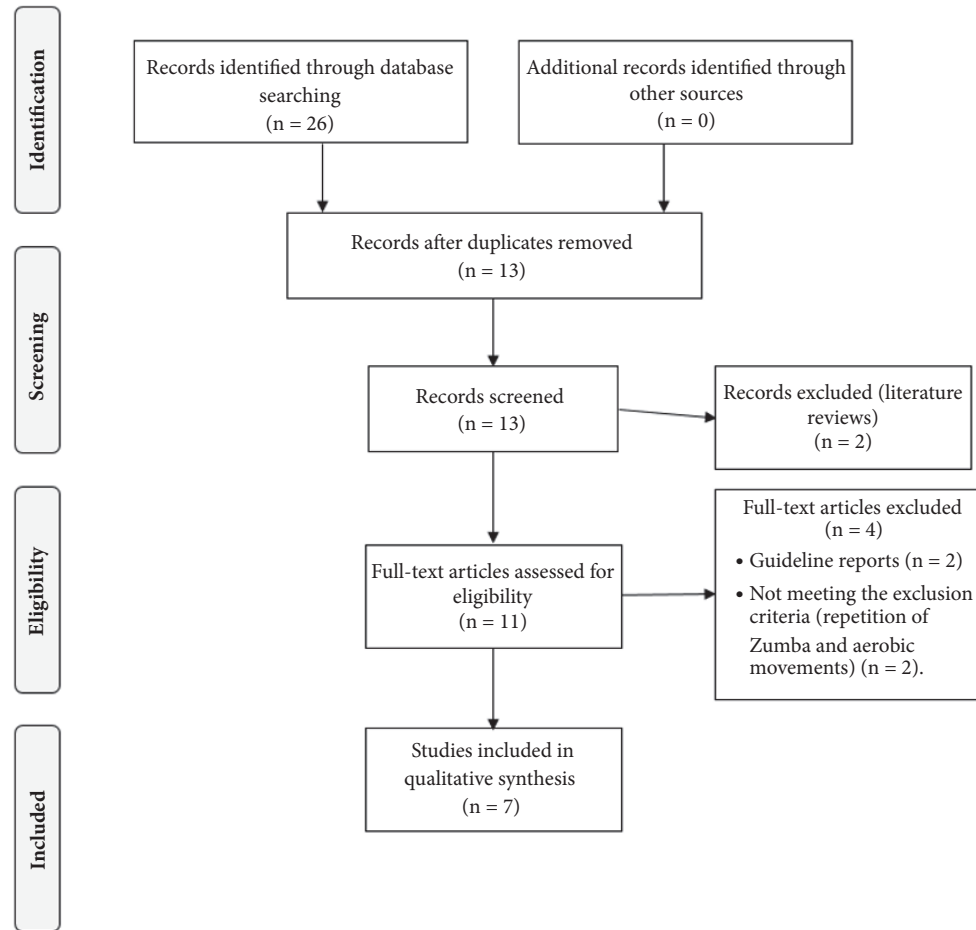 Identification
Records identified through database
searching
(n = 26)
Additional records identified through
other sources
(n = 0)
Records after duplicates removed
(n = 13)
Screening
Records screened
(n = 13)
Records excluded (literature
reviews)
(n = 2)
Eligibility
Full-text articles assessed for
eligibility
(n = 11)
Full-text articles excluded
(n = 4)
• Guideline reports (n = 2)
• Not meeting the exclusion
criteria (repetition of
Zumba and aerobic
movements) (n = 2).
Included
Studies included in
qualitative synthesis
(n = 7)